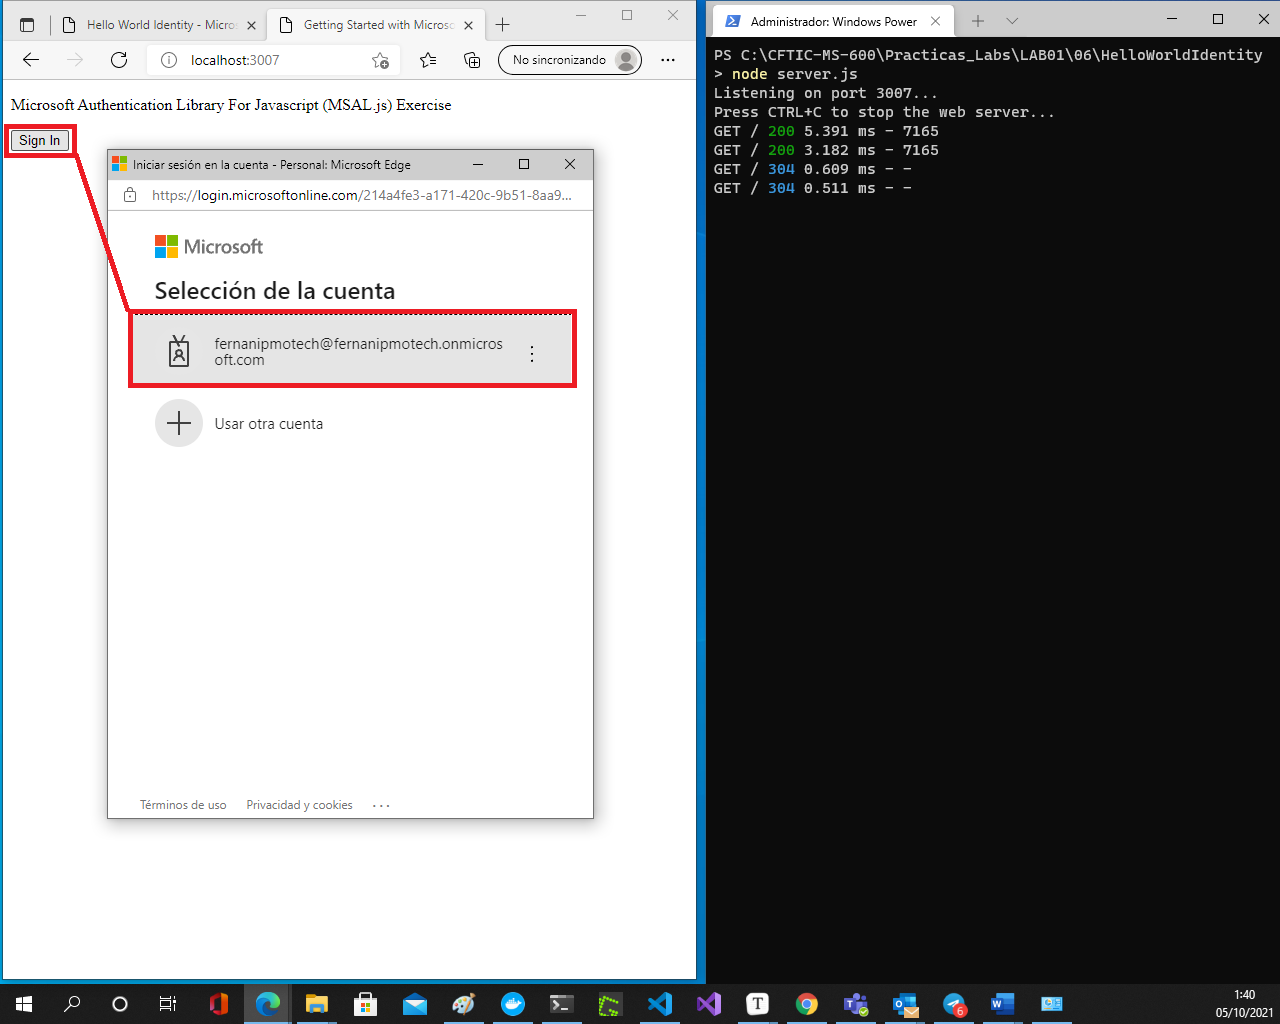 Hello World Identity - Micros
Getting Started with Microsc
localhost:3007
No sincronizando
Microsoft Authentication Library For Javascript (MSAL.js) Exercise
Sign In
Iniciar sesión en la cuenta - Personal: Microsoft Edge
https://login.microsoftonline.com/214a4fe3-a171-420c-9b51-8aa9...
Microsoft
Selección de la cuenta
fernanipmotech@fernanipmotech.onmicros
oft.com
Usar otra cuenta
Términos de uso
Privacidad y cookies
Administrador: Windows Power
PS C:\CFTIC-MS-600\Practicas_Labs\LAB01\06\HelloWorldIdentity
> node server.js
Listening on port 3007...
Press CTRL+C to stop the web server...
GET / 200 5.391 ms - 7165
GET / 200 3.182 ms - 7165
GET / 304 0.609 ms - -
GET / 304 0.511 ms - -
T
6
1:40
05/10/2021